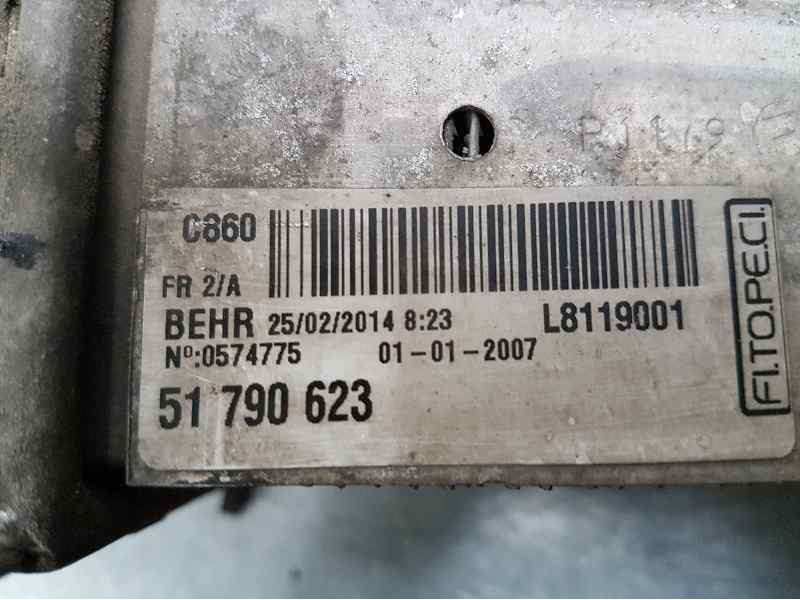 C860
FR 2/A
BEHR 25/02/2014 8:23 L8119001
Nº:0574775 01-01-2007
51 790 623
FI.TO.PE.CI.